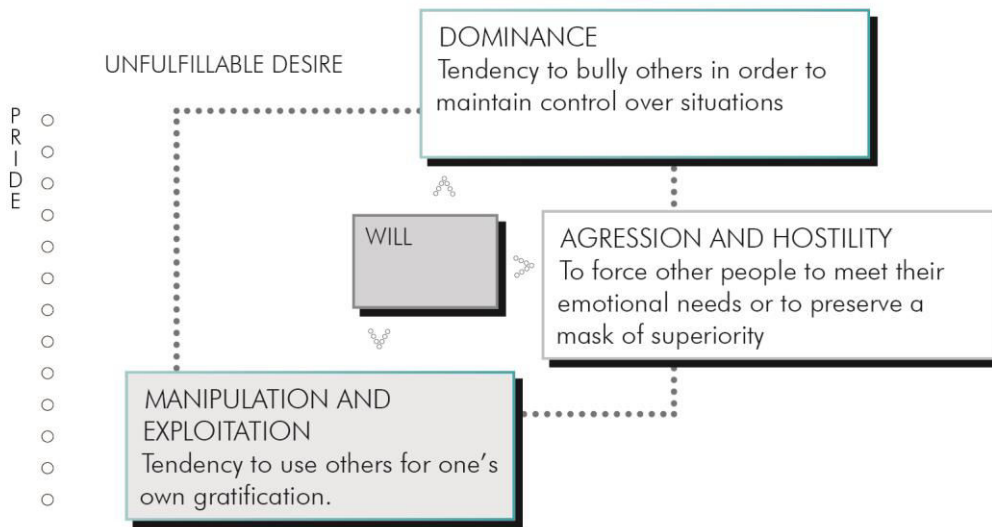 UNFULFILLABLE DESIRE
PRIDE
DOMINANCE
Tendency to bully others in order to
maintain control over situations
WILL
AGRESSION AND HOSTILITY
To force other people to meet their
emotional needs or to preserve a
mask of superiority
MANIPULATION AND
EXPLOITATION
Tendency to use others for one's
own gratification.